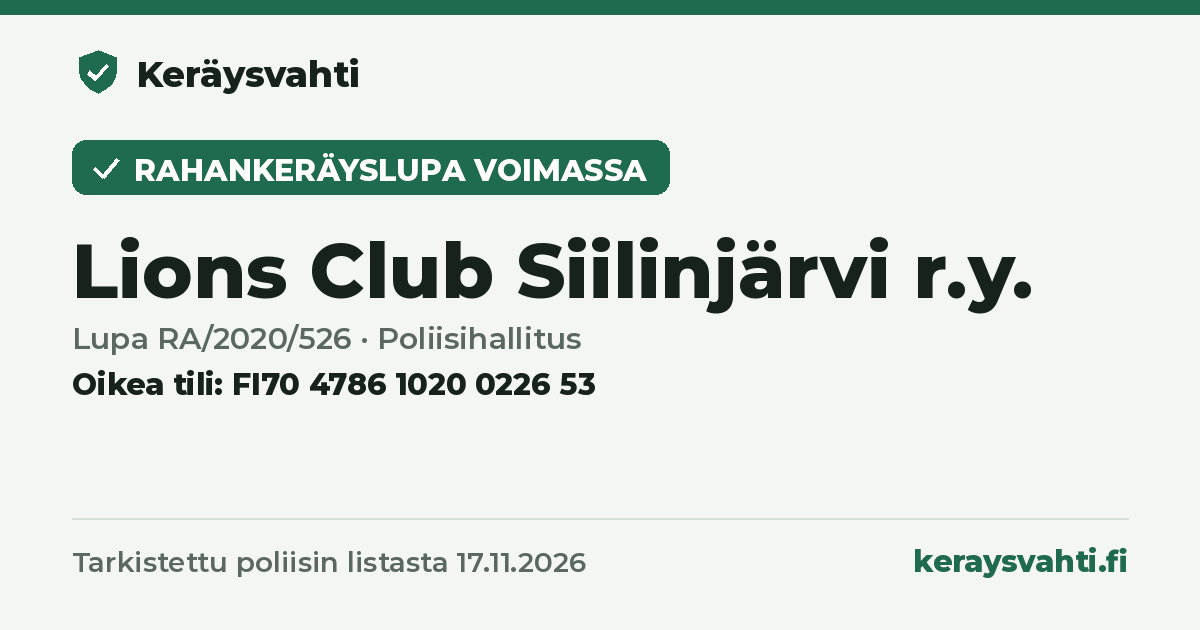 Keräysvahti
RAHANKERÄYSLUPA VOIMASSA
Lions Club Siilinjärvi r.y.
Lupa RA/2020/526 · Poliisihallitus
Oikea tili: FI70 4786 1020 0226 53
Tarkistettu poliisin listasta 17.11.2026
keraysvahti.fi